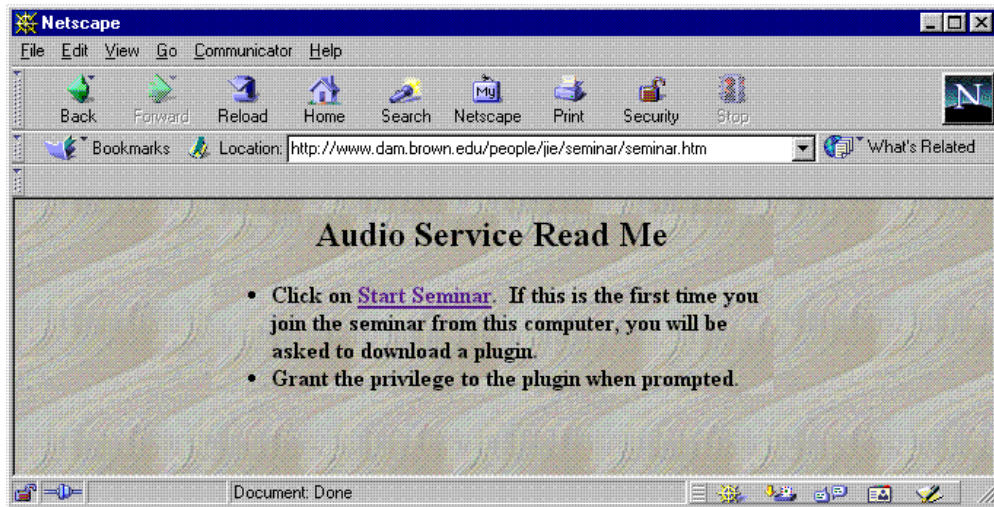 Netscape
File Edit View Go Communicator Help
Back Forward Reload Home Search Netscape Print Security Stop
My
N
Bookmarks Location: http://www.dam.brown.edu/people/jie/seminar/seminar.htm What's Related
Audio Service Read Me
• Click on Start Seminar. If this is the first time you
join the seminar from this computer, you will be
asked to download a plugin.
• Grant the privilege to the plugin when prompted.
Document: Done